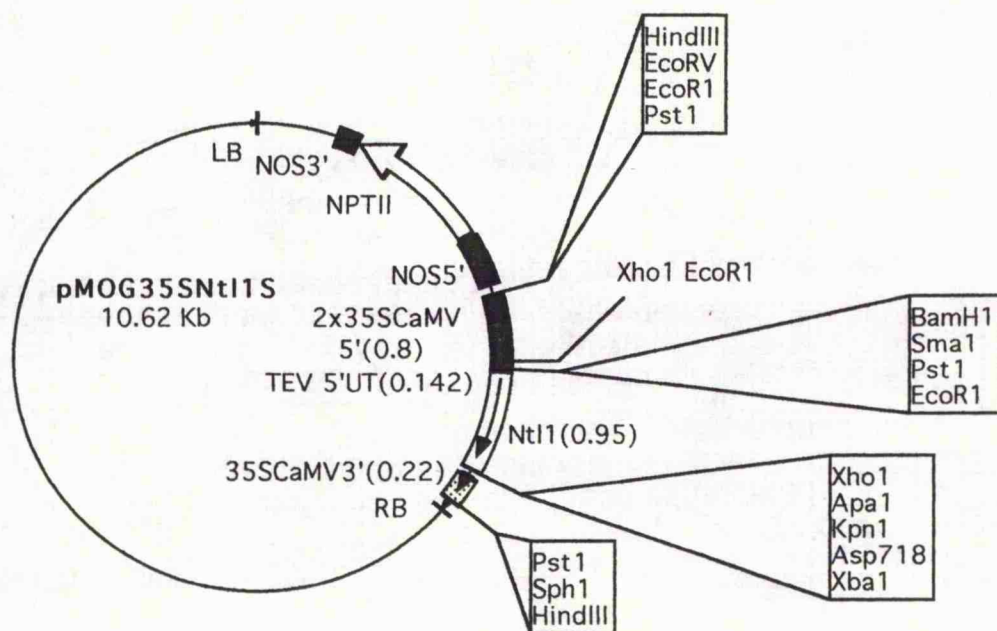 HindIII
EcoRV
EcoR1
Pst1
LB
NOS3'
NPTII
NOS5'
Xho1 EcoR1
pMOG35SNtI1S
10.62 Kb
2x35SCaMV
5'(0.8)
TEV 5'UT(0.142)
BamH1
Sma1
Pst1
EcoR1
NtI1(0.95)
35SCaMV3'(0.22)
RB
Xho1
Apa1
Kpn1
Asp718
Xba1
Pst1
Sph1
HindIII